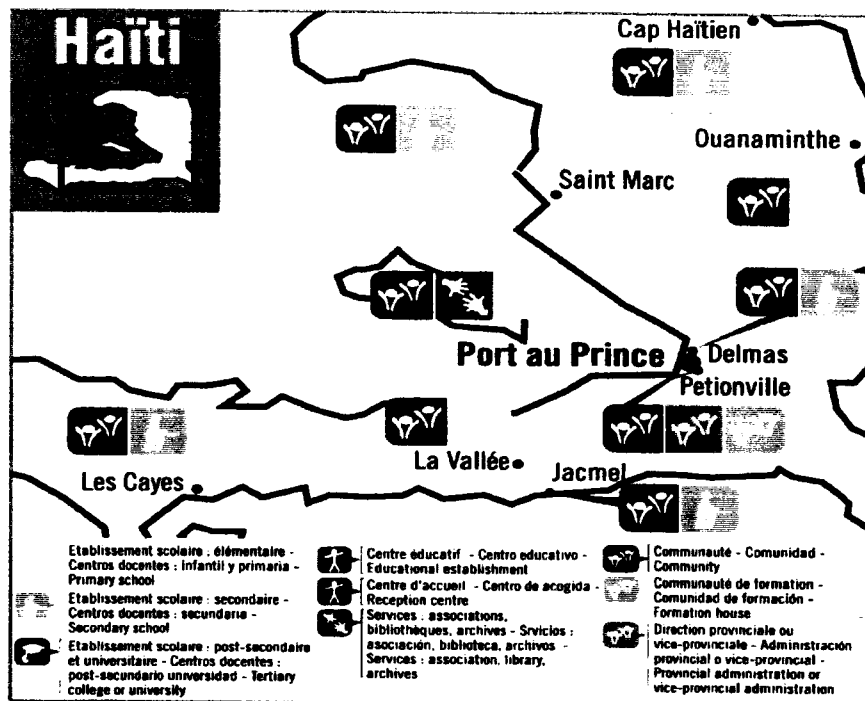 Haïti
Cap Haïtien
Ouanaminthe
Saint Marc
Port au Prince
Delmas
Petionville
La Vallée
Jacmel
Les Cayes
Etablissement scolaire : élémentaire -
Centros docentes : Infantil y primaria -
Primary school
Etablissement scolaire : secondaire -
Centros docentes : secundaria -
Secondary school
Etablissement scolaire : post-secondaire
et universitaire - Centros docentes :
post-secundario universidad - Tertiary
college or university
Centre éducatif - Centro educativo -
Educational establishment
Centre d'accueil - Centro de acogida -
Reception centre
Services : associations,
bibliothèques, archives - Srvicios :
asociación, biblioteca, archivos -
Services : association, library,
archives
Communauté - Comunidad -
Community
Communauté de formation -
Comunidad de formación -
Formation house
Direction provinciale ou
vice-provinciale - Administración
provincial o vice-provincial -
Provincial administration or
vice-provincial administration